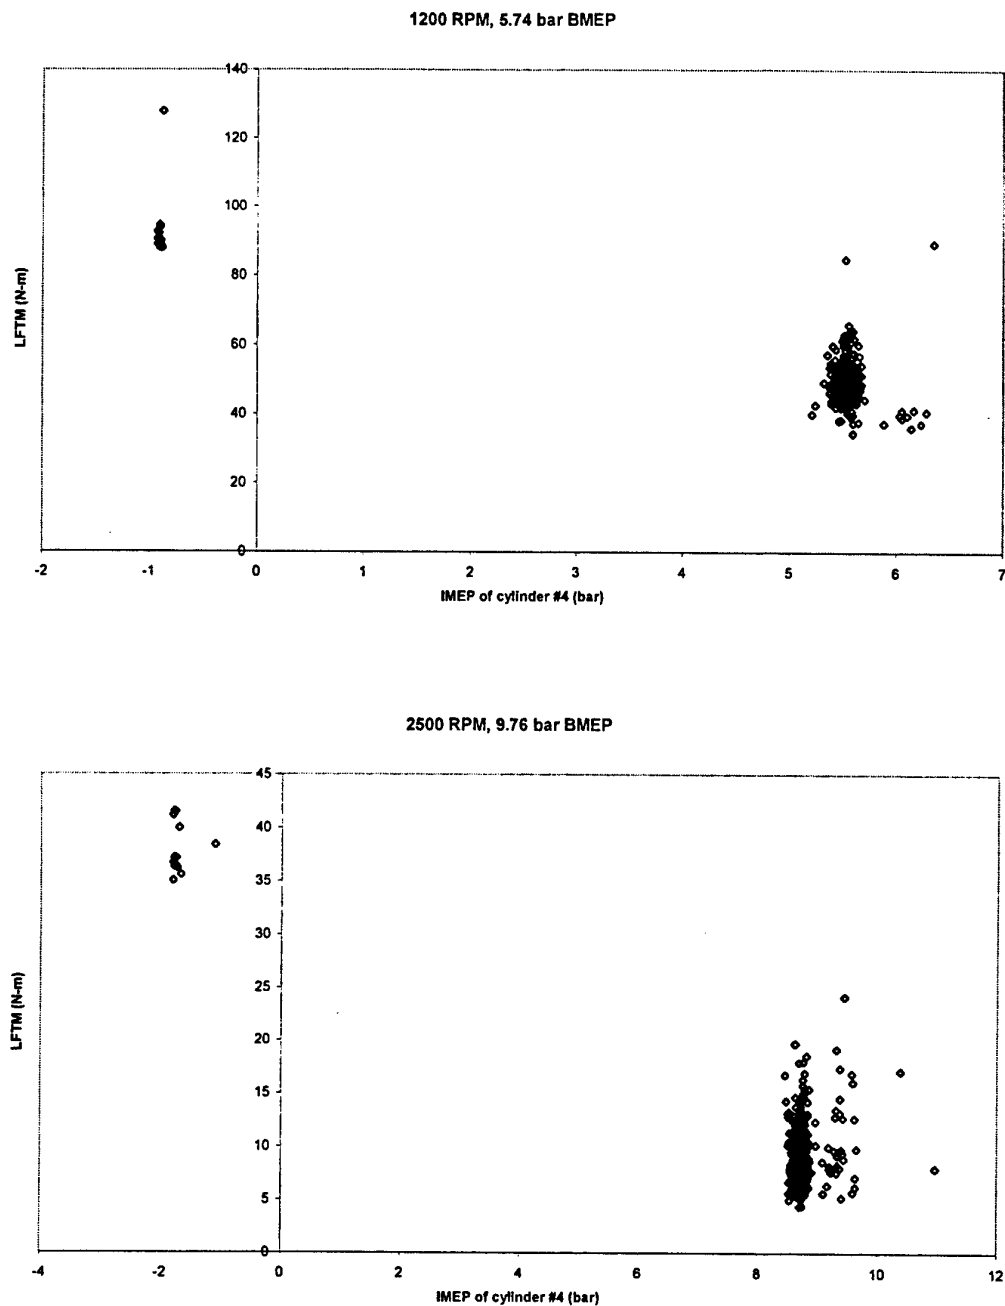 1200 RPM, 5.74 bar BMEP
140
120
100
80
60
40
20
0
LFTM (N-m)
-2 -1 0 1 2 3 4 5 6 7
IMEP of cylinder #4 (bar)
2500 RPM, 9.76 bar BMEP
45
40
35
30
25
20
15
10
5
0
LFTM (N-m)
-4 -2 0 2 4 6 8 10 12
IMEP of cylinder #4 (bar)